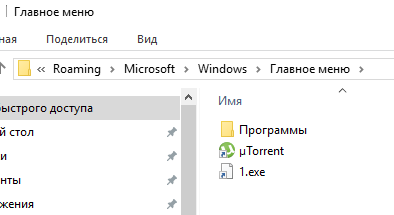 Главное меню
ная Поделиться Вид
« Roaming Microsoft Windows Главное меню
ыстрого доступа
й стол
и
нты
жения
Имя
Программы
µTorrent
1.exe